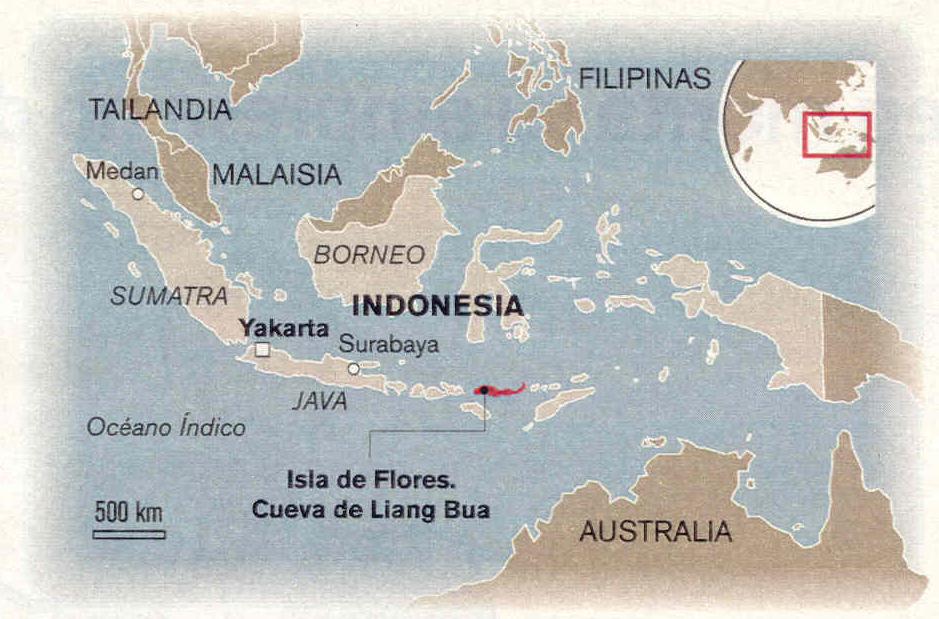 FILIPINAS
TAILANDIA
Medan
MALAISIA
BORNEO
SUMATRA
INDONESIA
Yakarta
Surabaya
JAVA
Océano Índico
Isla de Flores.
Cueva de Liang Bua
500 km
AUSTRALIA